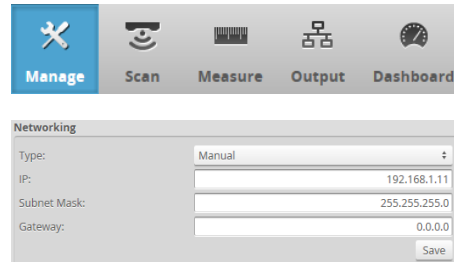 Manage Scan Measure Output Dashboard
Networking
Type: Manual
IP: 192.168.1.11
Subnet Mask: 255.255.255.0
Gateway: 0.0.0.0
Save